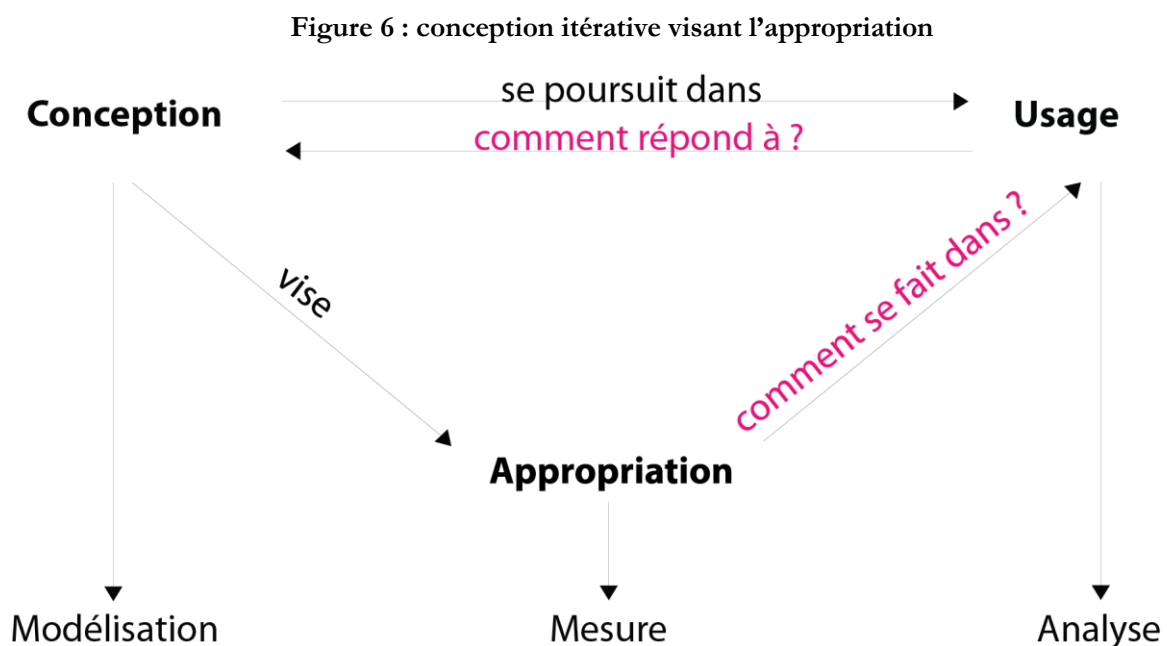 Figure 6 : conception itérative visant l’appropriation
se poursuit dans
Conception
Usage
comment répond à ?
vise
comment se fait dans ?
Appropriation
Modélisation
Mesure
Analyse